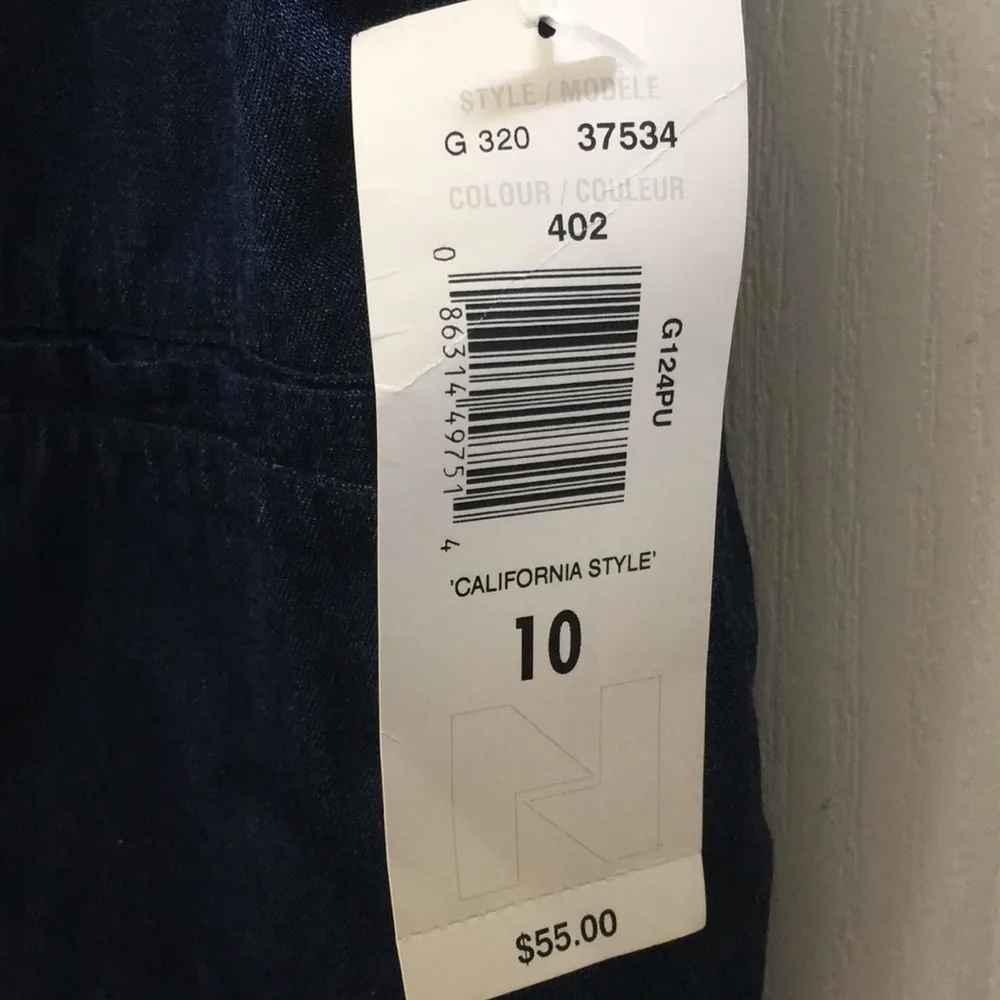 STYLE / MODÈLE
G 320 37534
COLOUR / COULEUR
402
0 86314 49751 4
G124PU
'CALIFORNIA STYLE'
10
N
$55.00